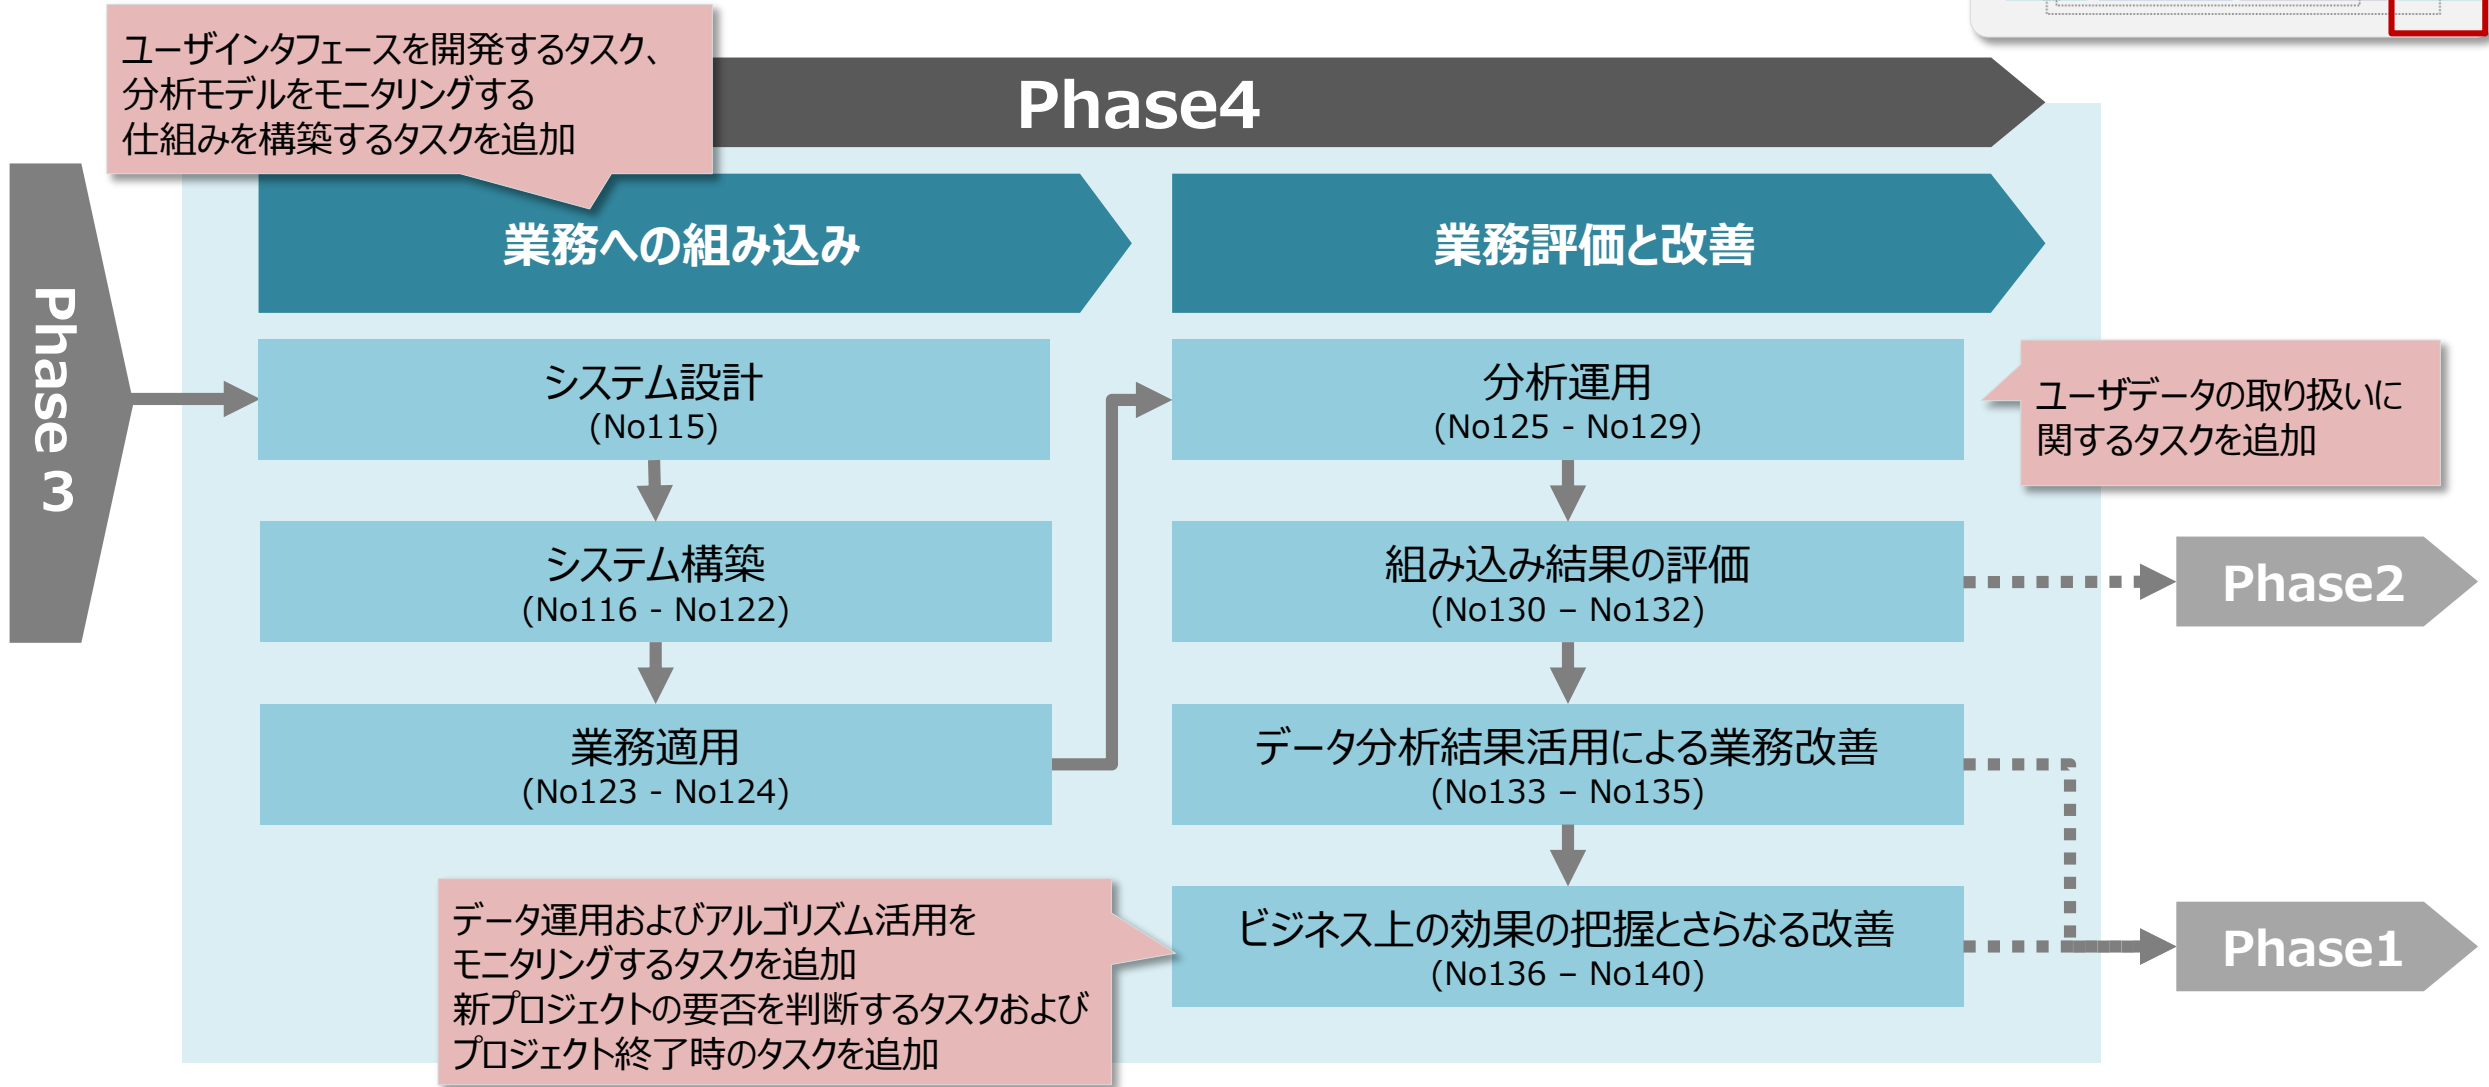 ユーザインタフェースを開発するタスク、
分析モデルをモニタリングする
仕組みを構築するタスクを追加
Phase4
Phase 3
業務への組み込み
業務評価と改善
システム設計
(No115)
システム構築
(No116 - No122)
業務適用
(No123 - No124)
分析運用
(No125 - No129)
ユーザデータの取り扱いに
関するタスクを追加
組み込み結果の評価
(No130 – No132)
Phase2
データ分析結果活用による業務改善
(No133 – No135)
データ運用およびアルゴリズム活用を
モニタリングするタスクを追加
新プロジェクトの要否を判断するタスクおよび
プロジェクト終了時のタスクを追加
ビジネス上の効果の把握とさらなる改善
(No136 – No140)
Phase1